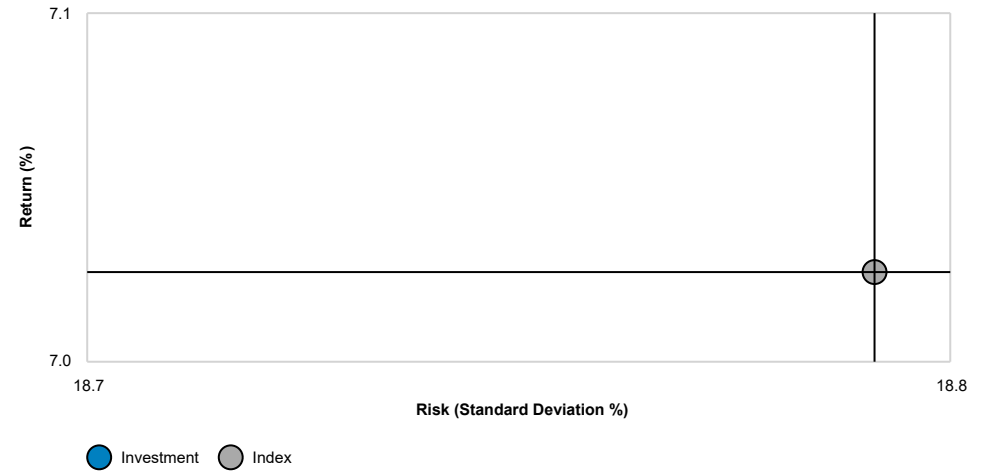 7.1
Return (%)
7.0
18.7
18.8
Risk (Standard Deviation %)
Investment
Index